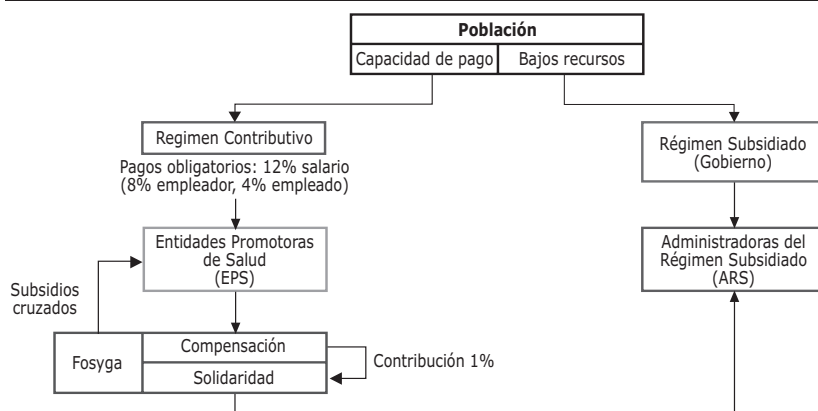 Población
Capacidad de pago
Bajos recursos
Regimen Contributivo
Pagos obligatorios: 12% salario
(8% empleador, 4% empleado)
Régimen Subsidiado
(Gobierno)
Entidades Promotoras
de Salud
(EPS)
Administradoras del
Régimen Subsidiado
(ARS)
Subsidios
cruzados
Fosyga
Compensación
Solidaridad
Contribución 1%